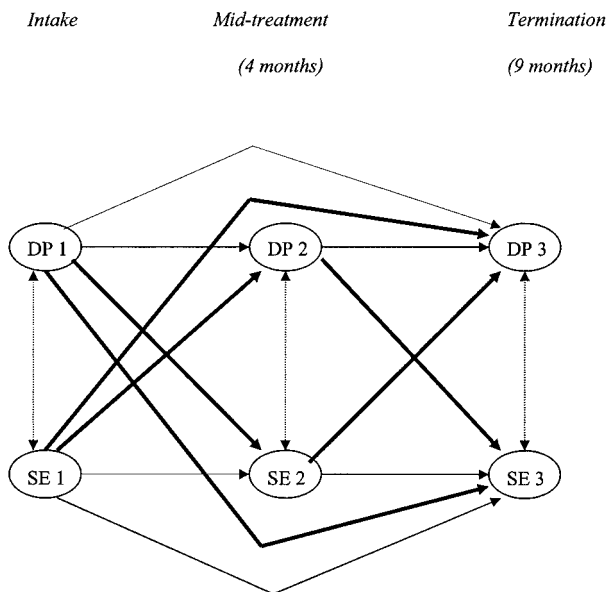 Intake Mid-treatment Termination
(4 months) (9 months)
DP 1 DP 2 DP 3
SE 1 SE 2 SE 3